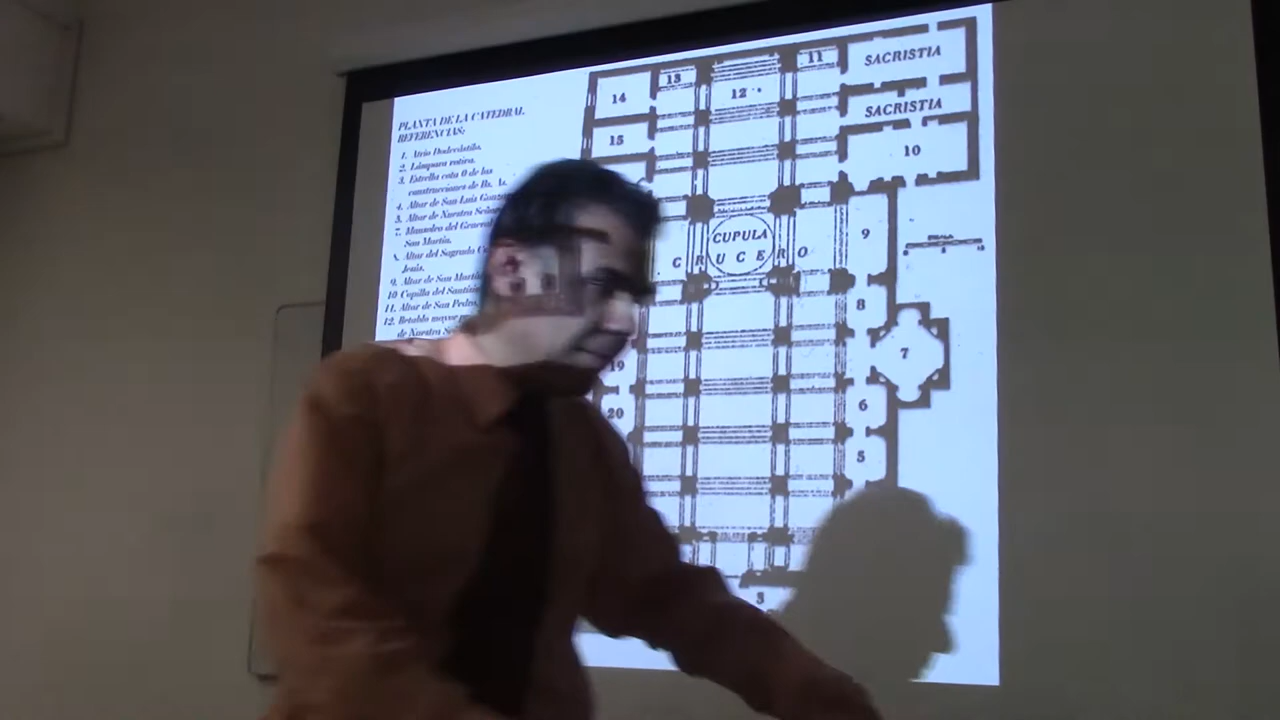 PLANTA DE LA CATEDRAL
REFERENCIAS:
1. Atrio Dodecástilo.
2. Lámpara votiva.
3. Estrella cota 0 de las
construcciones de Bs. As.
4. Altar de San Luis
5. Altar de Nuestra
7. Mausoleo del General
San Martín.
8. Altar del Sagrado
Jesús.
9. Altar de San
10 Capilla del
11. Altar de San Pedro.
12. Retablo mayor
de Nuestra
13
11
SACRISTIA
14
12
SACRISTIA
15
10
CUPULA
9
CRUCERO
8
19
7
20
6
5
3